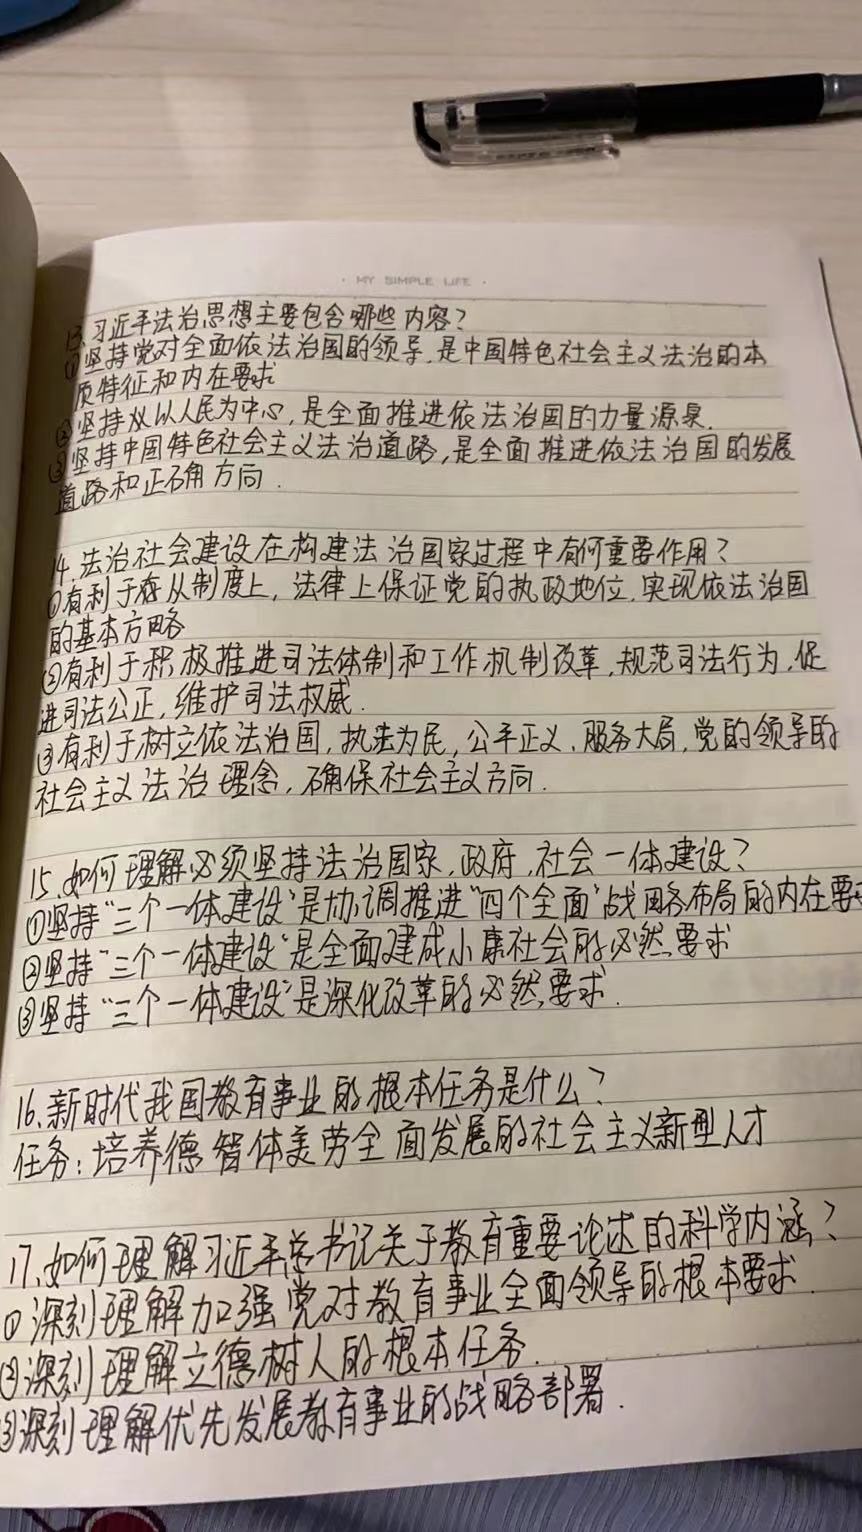 · MY SIMPLE LIFE ·
13、习近平法治思想主要包含哪些内容?
①坚持党对全面依法治国的领导,是中国特色社会主义法治的本
质特征和内在要求
②坚持以人民为中心,是全面推进依法治国的力量源泉.
③坚持中国特色社会主义法治道路,是全面推进依法治国的发展
道路和正确方向.
14.法治社会建设在构建法治国家过程中有何重要作用?
①有利于从制度上,法律上保证党的执政地位,实现依法治国
的基本方略
②有利于积极推进司法体制和工作机制改革,规范司法行为,促
进司法公正,维护司法权威.
③有利于树立依法治国,执法为民,公平正义、服务大局,党的领导的
社会主义法治理念,确保社会主义方向.
15、如何理解必须坚持法治国家,政府,社会一体建设?
①坚持“三个一体建设”是协调推进“四个全面”战略布局的内在要求
②坚持“三个一体建设”是全面建成小康社会的必然要求
③坚持“三个一体建设”是深化改革的必然要求.
16、新时代我国教育事业的根本任务是什么?
任务:培养德智体美劳全面发展的社会主义新型人才
17、如何理解习近平总书记关于教育重要论述的科学内涵?
① 深刻理解加强党对教育事业全面领导的根本要求.
②深刻理解立德树人的根本任务.
③深刻理解优先发展教育事业的战略部署.